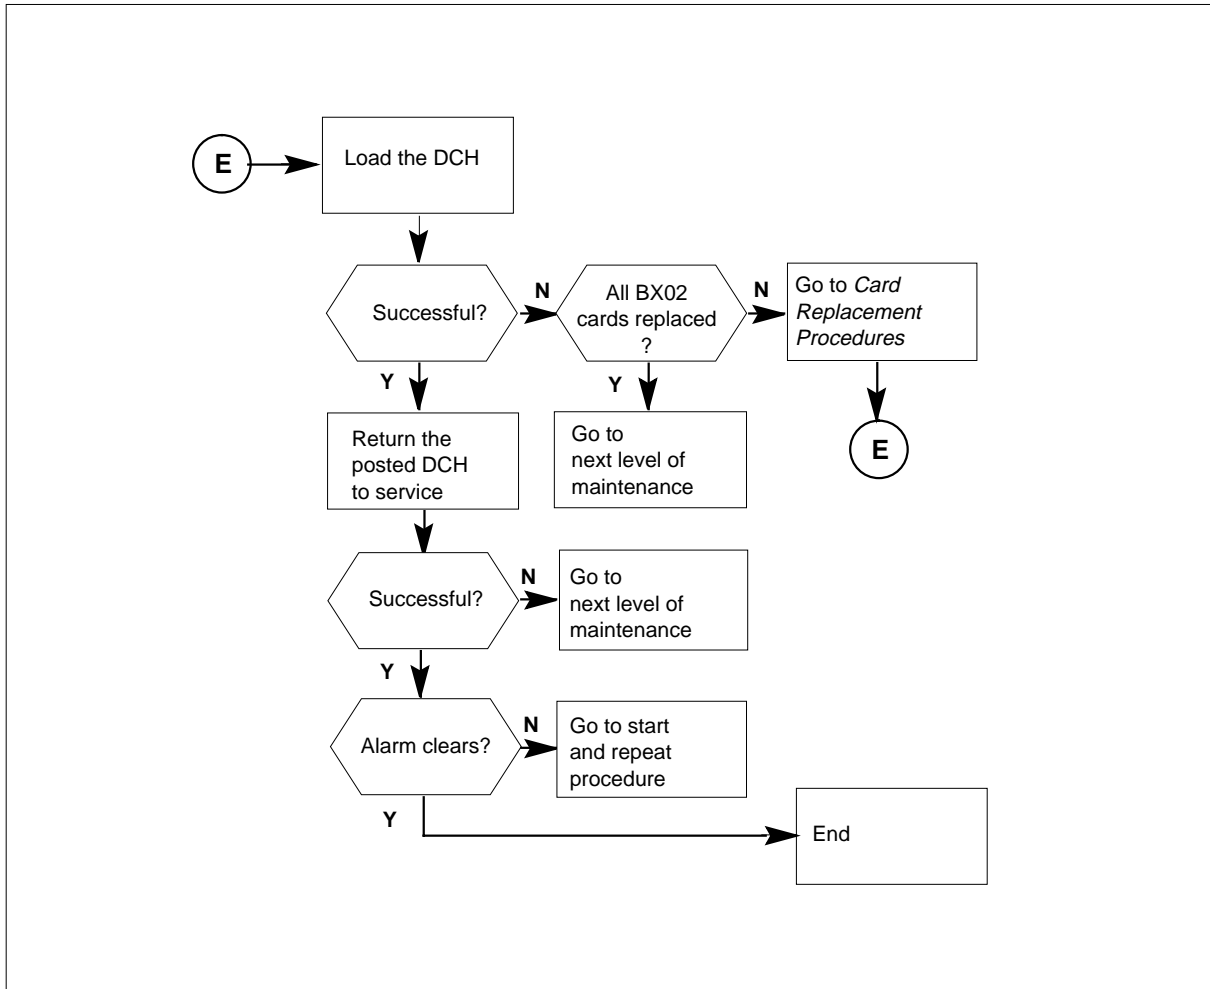 E
Load the DCH
Successful?
N
All BX02
cards replaced
?
N
Go to Card
Replacement
Procedures
Y
Y
Return the
posted DCH
to service
Go to
next level of
maintenance
E
Successful?
N
Go to
next level of
maintenance
Y
Alarm clears?
N
Go to start
and repeat
procedure
Y
End